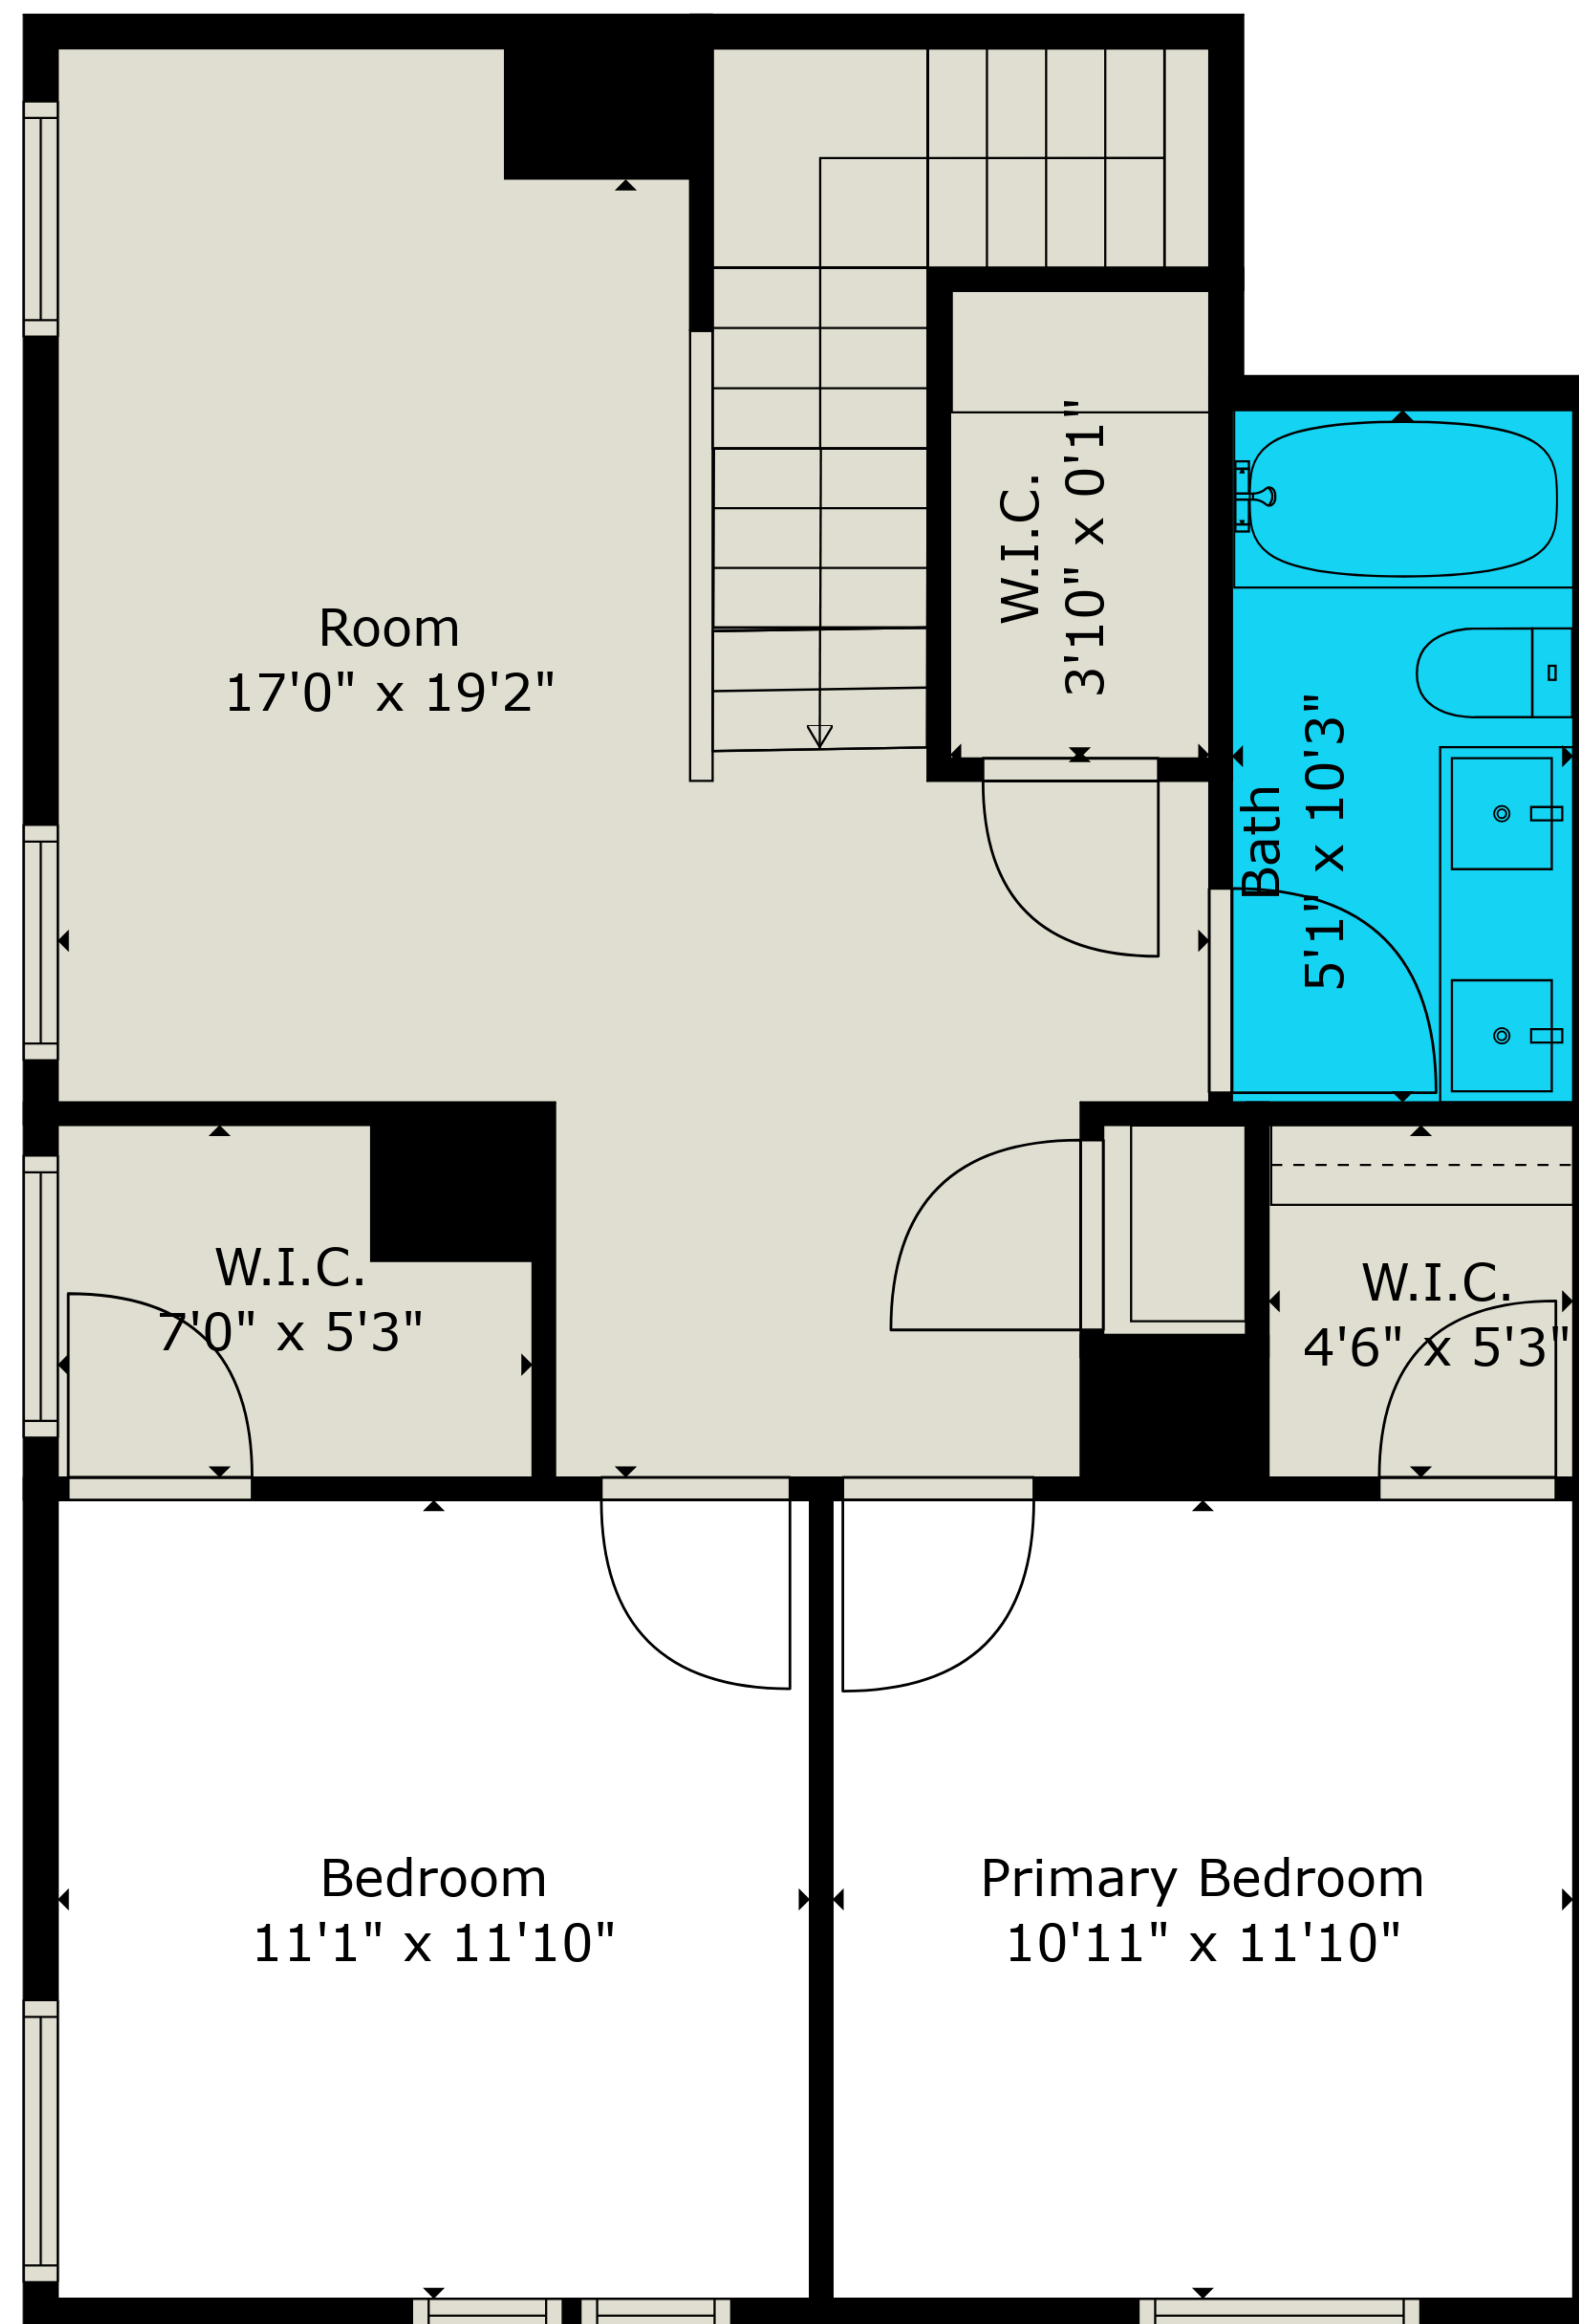 W.I.C.
3'10" x 0'1"
Room
17'0" x 19'2"
Bath
5'1" x 10'3"
W.I.C.
7'0" x 5'3"
W.I.C.
4'6" x 5'3"
Bedroom
11'1" x 11'10"
Primary Bedroom
10'11" x 11'10"